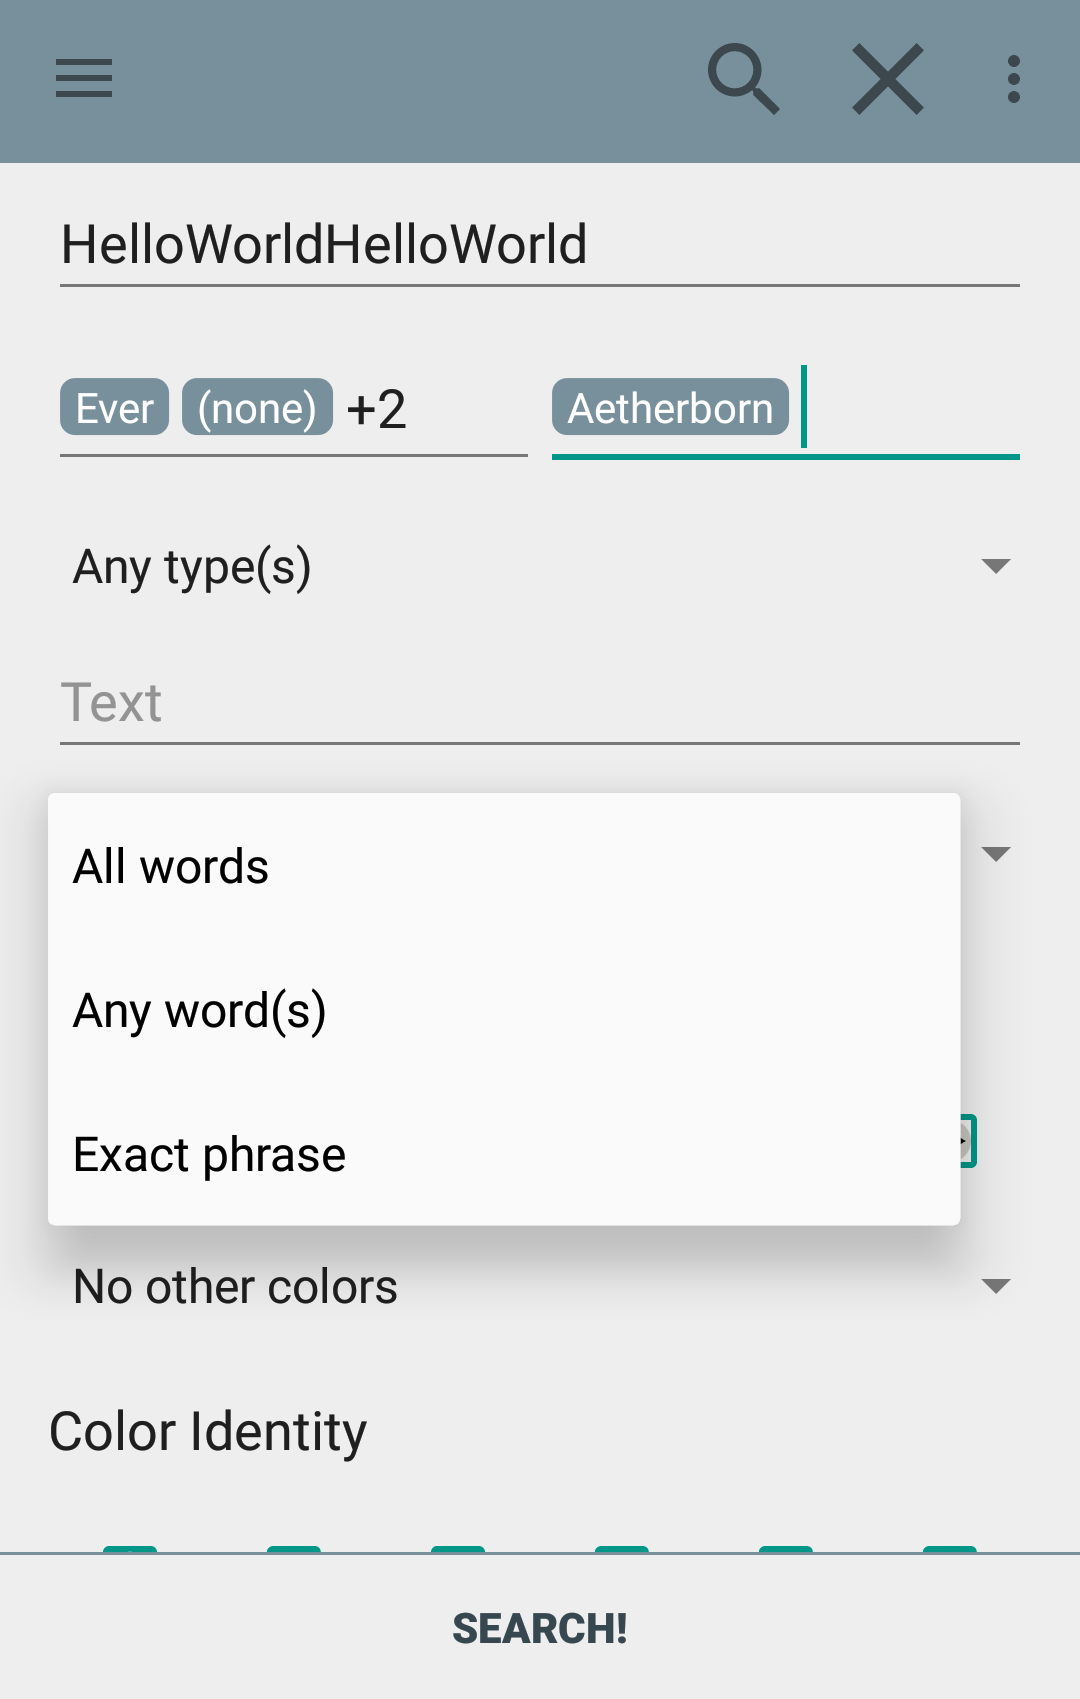 HelloWorldHelloWorld
Ever (none) +2 Aetherborn
Any type(s)
Text
All words
Any word(s)
Exact phrase
No other colors
Color Identity
SEARCH!